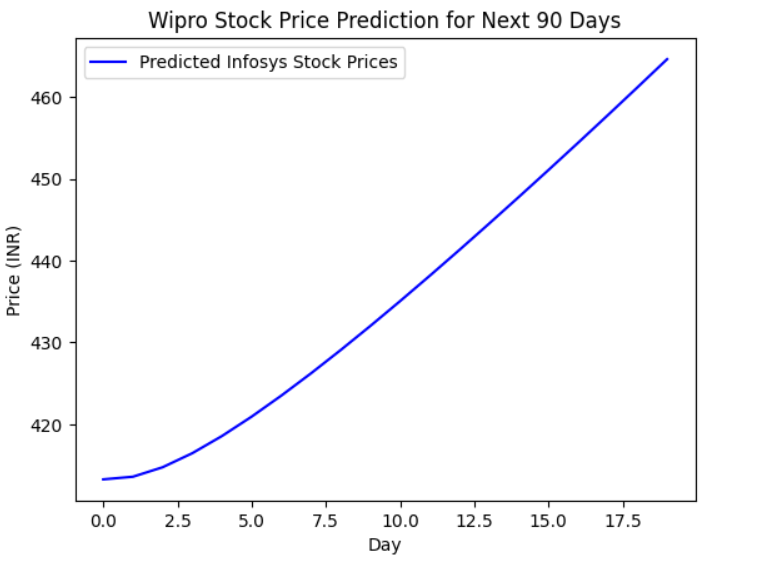 Wipro Stock Price Prediction for Next 90 Days
Predicted Infosys Stock Prices
Price (INR)
460
450
440
430
420
0.0 2.5 5.0 7.5 10.0 12.5 15.0 17.5
Day